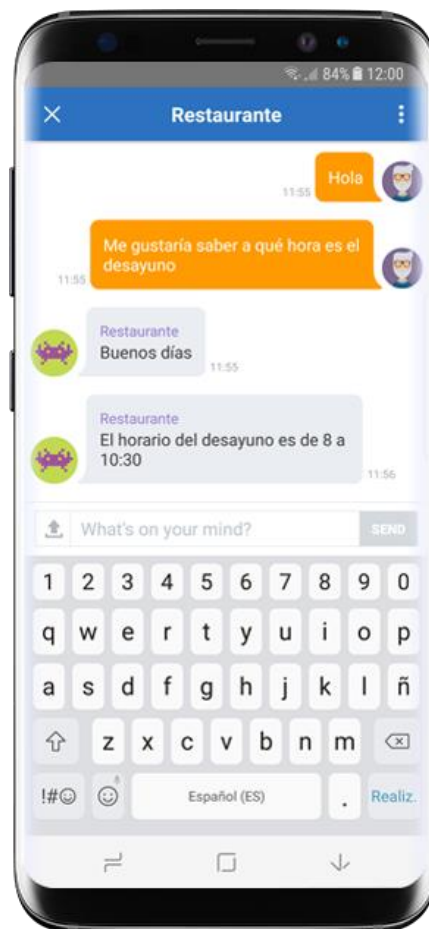 84% 12:00
Restaurante
Hola
11:55
Me gustaría saber a qué hora es el
desayuno
11:55
Restaurante
Buenos días
11:55
Restaurante
El horario del desayuno es de 8 a
10:30
11:56
What's on your mind? SEND
1 2 3 4 5 6 7 8 9 0
q w e r t y u i o p
a s d f g h j k l ñ
z x c v b n m
!#☺ Español (ES) . Realiz.